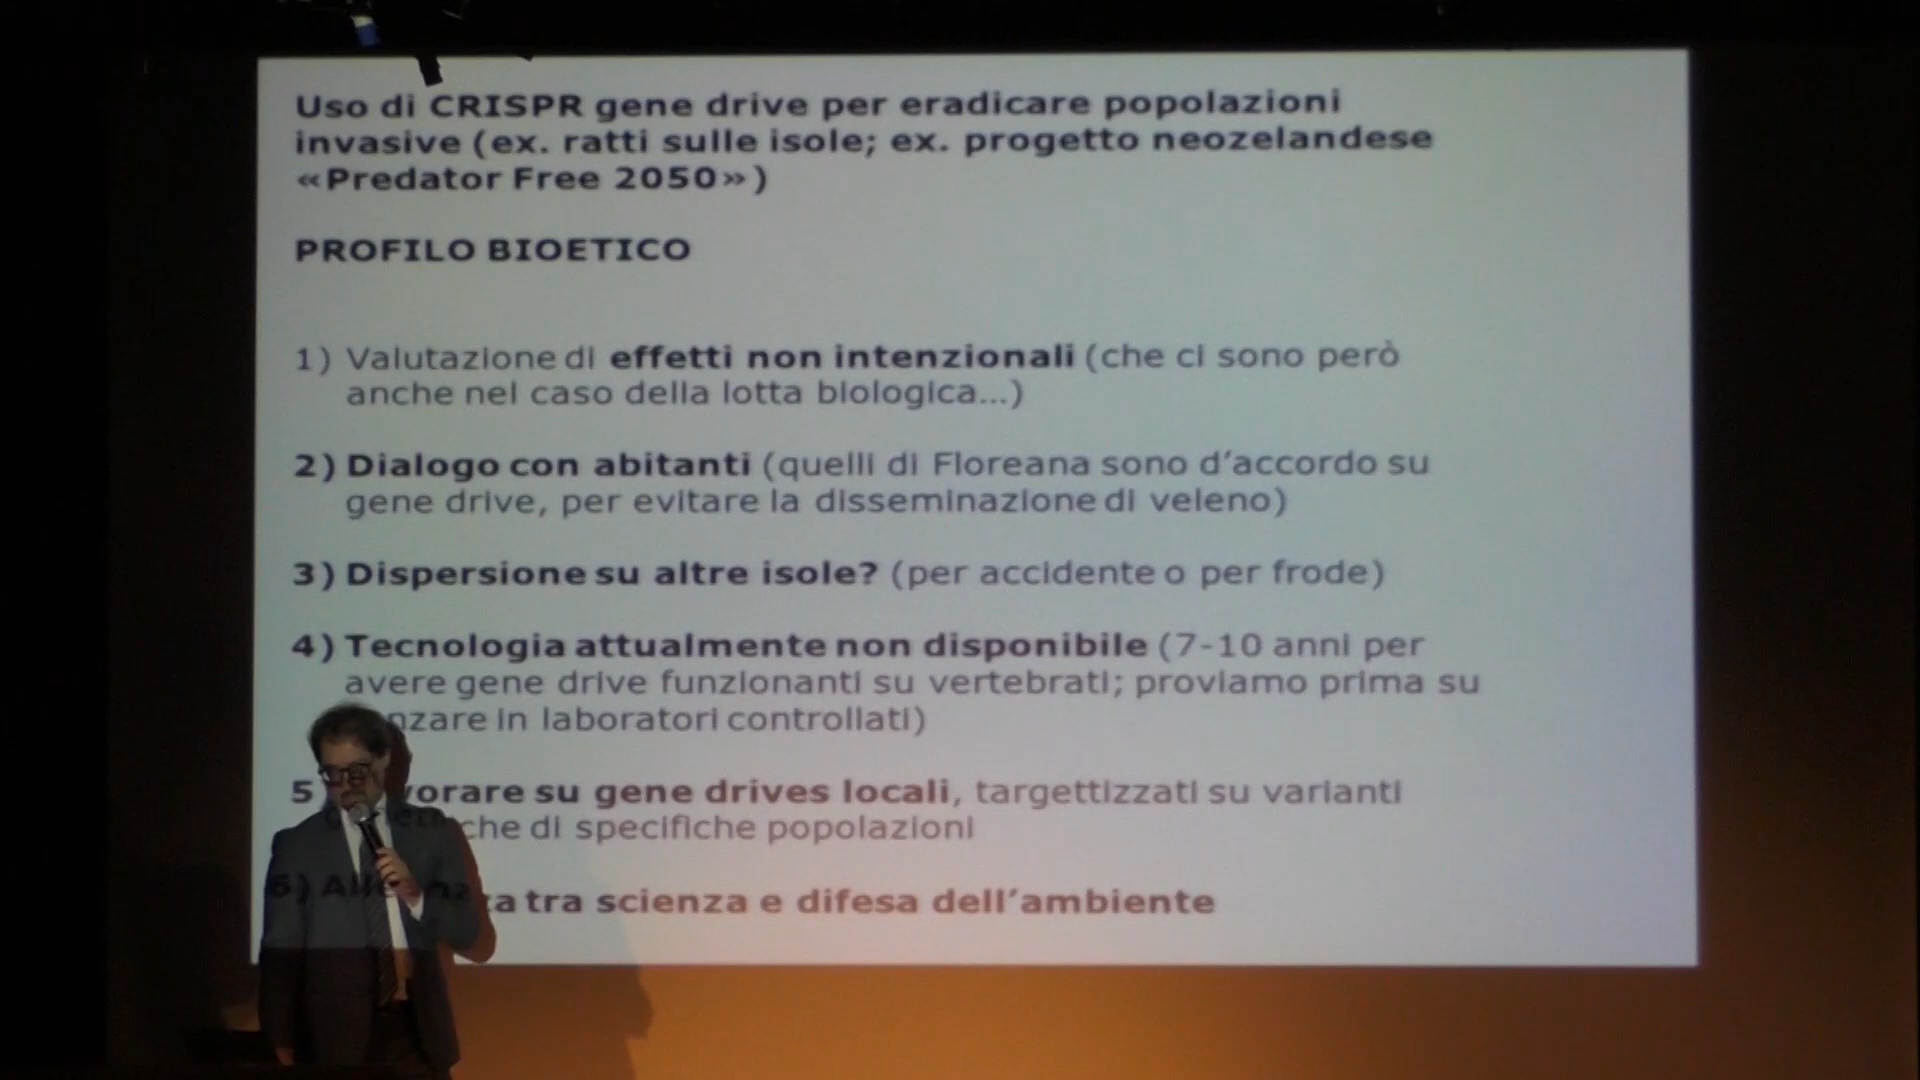 Uso di CRISPR gene drive per eradicare popolazioni
invasive (ex. ratti sulle isole; ex. progetto neozelandese
«Predator Free 2050»)
PROFILO BIOETICO
1) Valutazione di effetti non intenzionali (che ci sono però
anche nel caso della lotta biologica...)
2) Dialogo con abitanti (quelli di Floreana sono d'accordo su
gene drive, per evitare la disseminazione di veleno)
3) Dispersione su altre isole? (per accidente o per frode)
4) Tecnologia attualmente non disponibile (7-10 anni per
avere gene drive funzionanti su vertebrati; proviamo prima su
in laboratori controllati)
5 su gene drives locali, targettizzati su varianti
di specifiche popolazioni
6) tra scienza e difesa dell'ambiente